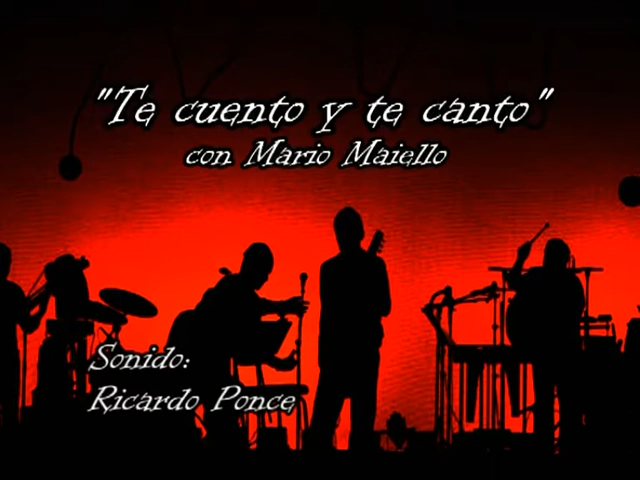 "Te cuento y te canto"
con Mario Maiello
Sonido:
Ricardo Ponce